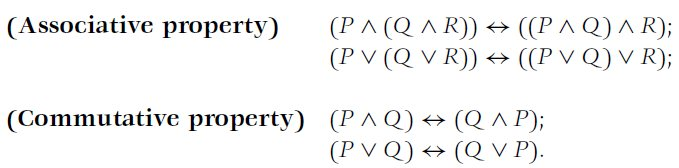 (Associative property) (P ∧ (Q ∧ R)) ↔ ((P ∧ Q) ∧ R);
(P ∨ (Q ∨ R)) ↔ ((P ∨ Q) ∨ R);
(Commutative property) (P ∧ Q) ↔ (Q ∧ P);
(P ∨ Q) ↔ (Q ∨ P).